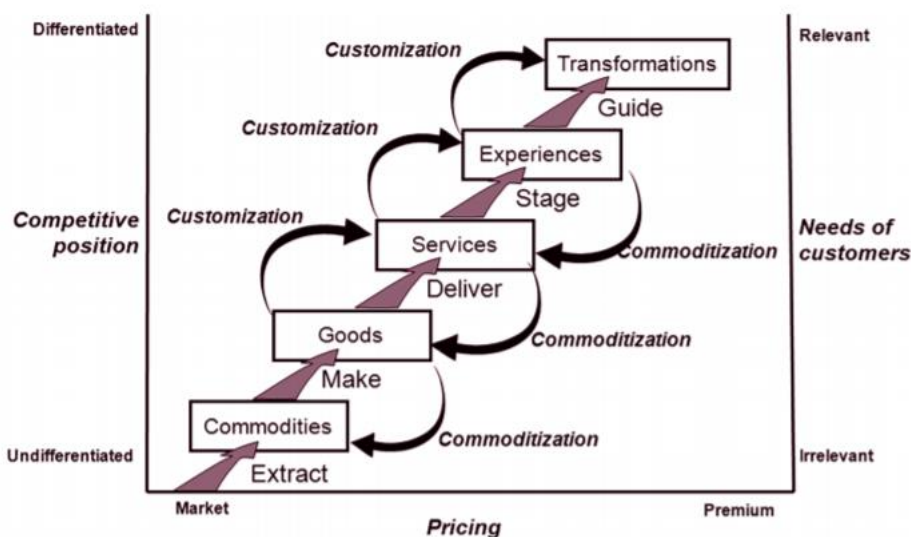 Differentiated
Relevant
Customization
Transformations
Guide
Customization
Experiences
Stage
Competitive
position
Customization
Needs of
customers
Services
Commoditization
Deliver
Goods
Commoditization
Make
Commodities
Commoditization
Undifferentiated
Extract
Irrelevant
Market
Premium
Pricing